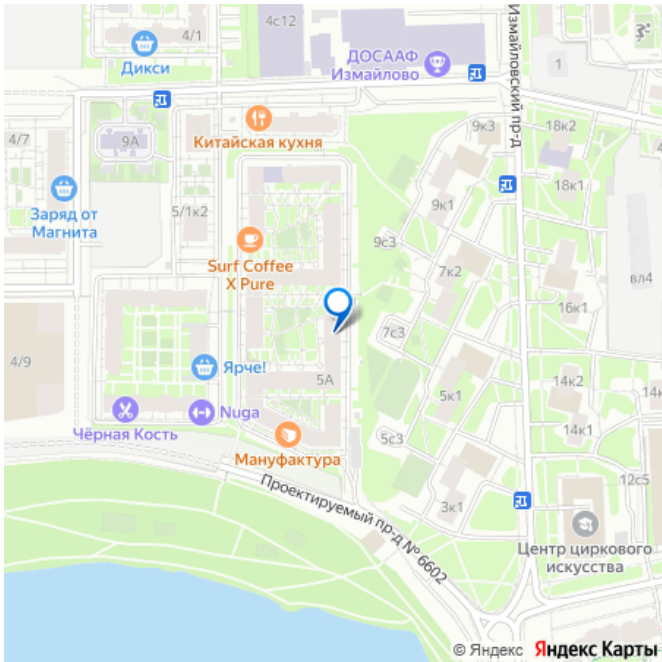 4с12
4/1
Дикси
ДОСААФ
Измайлово
1
Измайловский пр-д
9к3
18к2
Китайская кухня
4/7
9А
Заряд от
Магнита
5/1к2
18к1
9к1
9с3
Surf Coffee
X Pure
7к2
вл4
16к1
7с3
4/9
Ярче!
5А
14к2
5к1
Nuga
Чёрная Кость
14к1
5с3
Мануфактура
12с5
Проектируемый пр-д № 6602
3к1
Центр циркового
искусства
© Яндекс Яндекс Карты